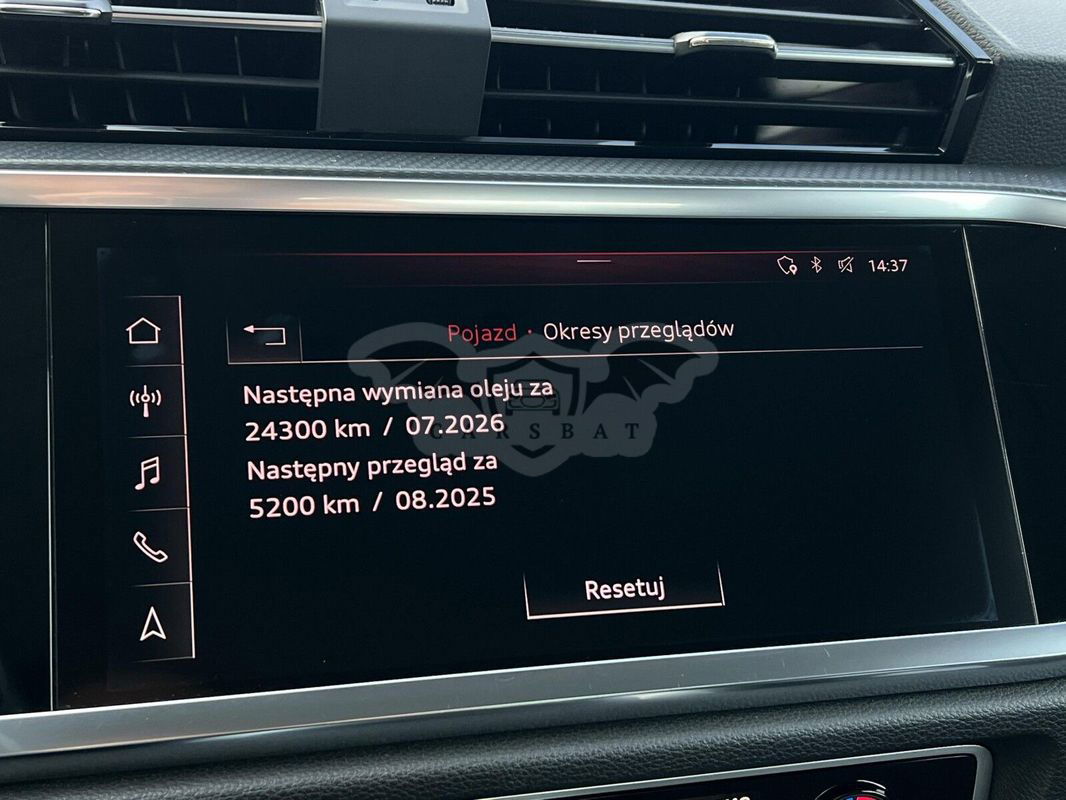 14:37
Pojazd · Okresy przeglądów
Następna wymiana oleju za
24300 km / 07.2026
CARSBAT
Następny przegląd za
5200 km / 08.2025
Resetuj